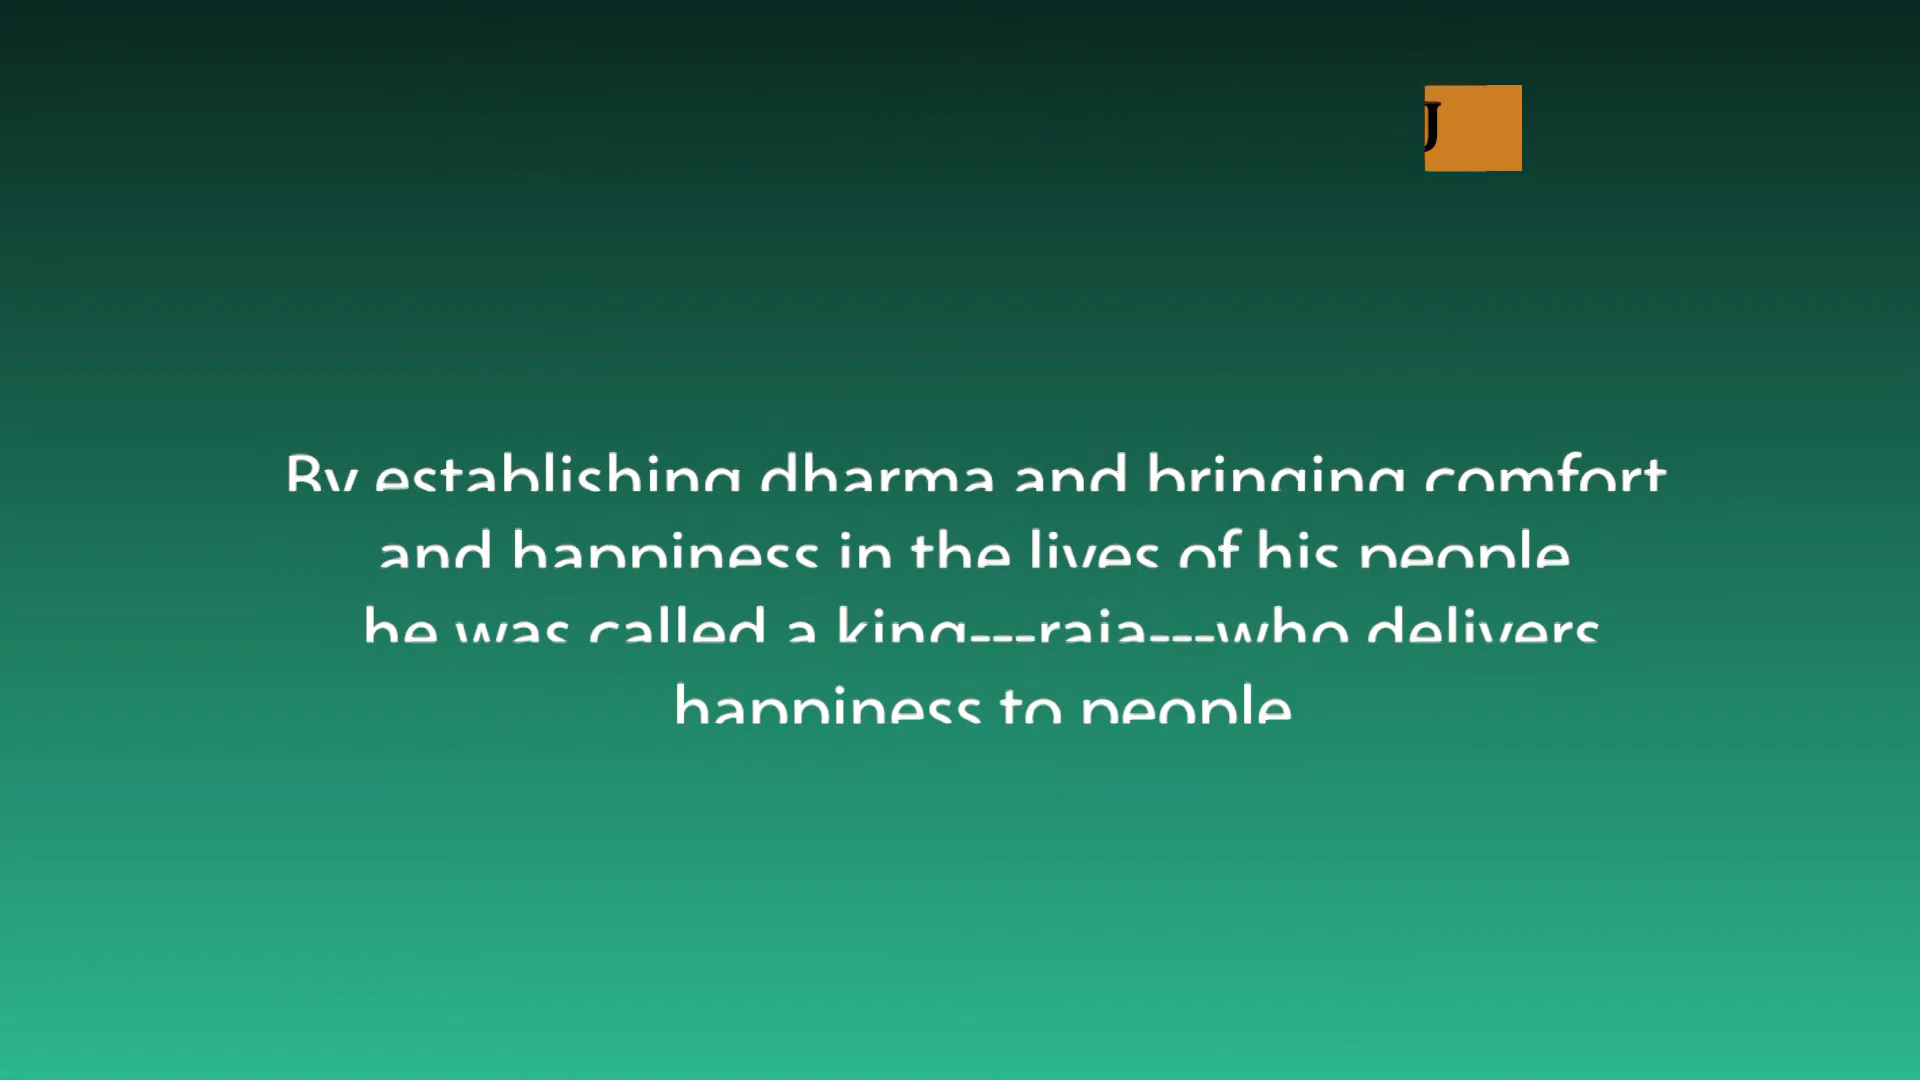 J
By establishing dharma and bringing comfort
and happiness in the lives of his people
he was called a king---raja---who delivers
happiness to people